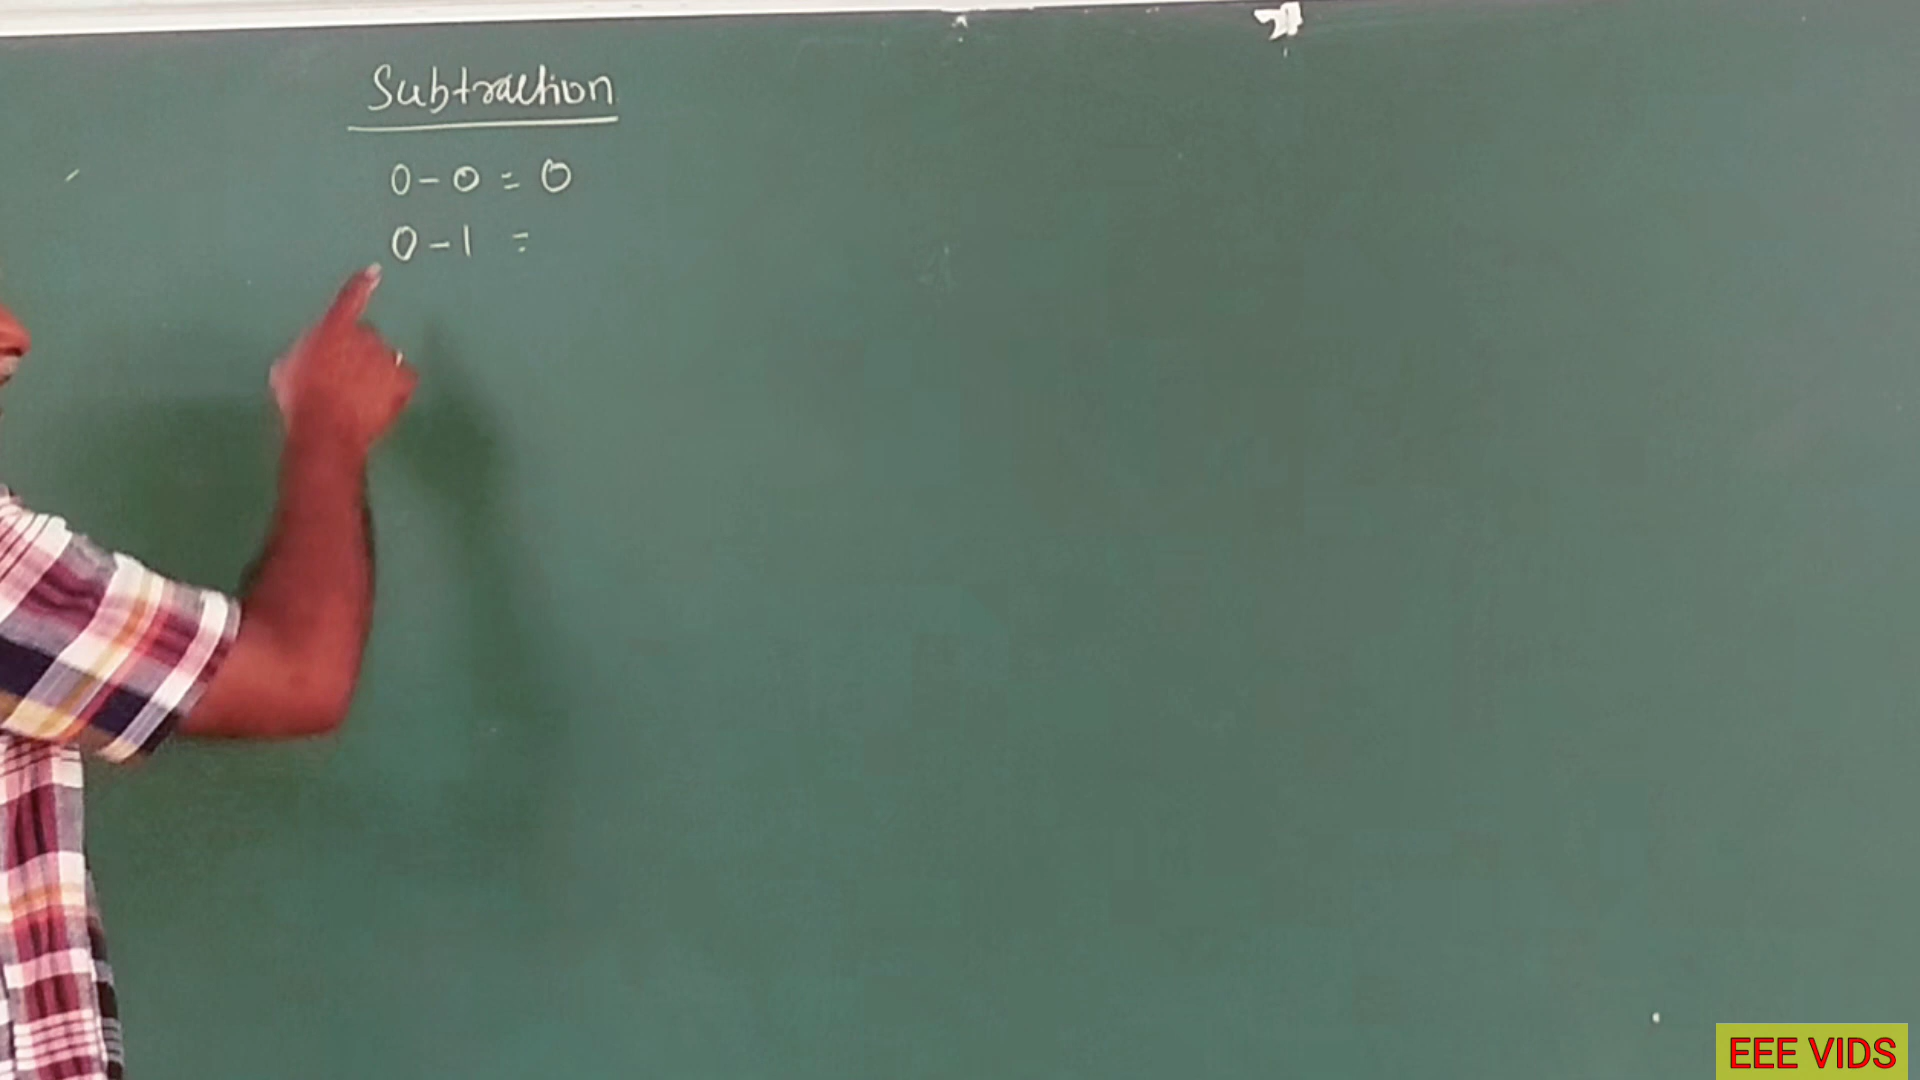 Subtraction
0 - 0 = 0
0 - 1 =
EEE VIDS